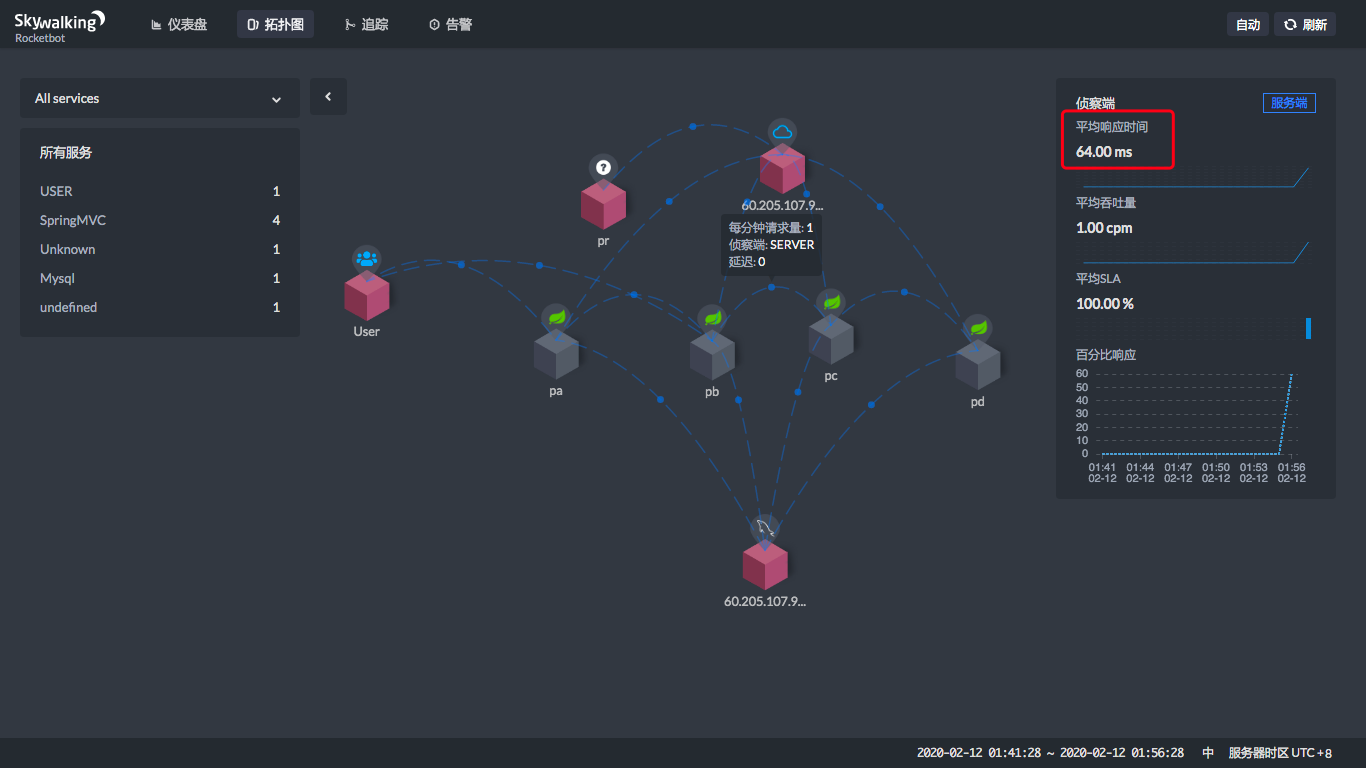 Skywalking
Rocketbot
仪表盘
拓扑图
追踪
告警
自动
刷新
All services
所有服务
USER 1
SpringMVC 4
Unknown 1
Mysql 1
undefined 1
?
pr
60.205.107.9...
每分钟请求量: 1
侦察端: SERVER
延迟: 0
User
pa
pb
pc
pd
60.205.107.9...
侦察端
服务端
平均响应时间
64.00 ms
平均吞吐量
1.00 cpm
平均SLA
100.00 %
百分比响应
60
50
40
30
20
10
0
01:41 01:44 01:47 01:50 01:53 01:56
02-12 02-12 02-12 02-12 02-12 02-12
2020-02-12 01:41:28 ~ 2020-02-12 01:56:28 中 服务器时区 UTC +8